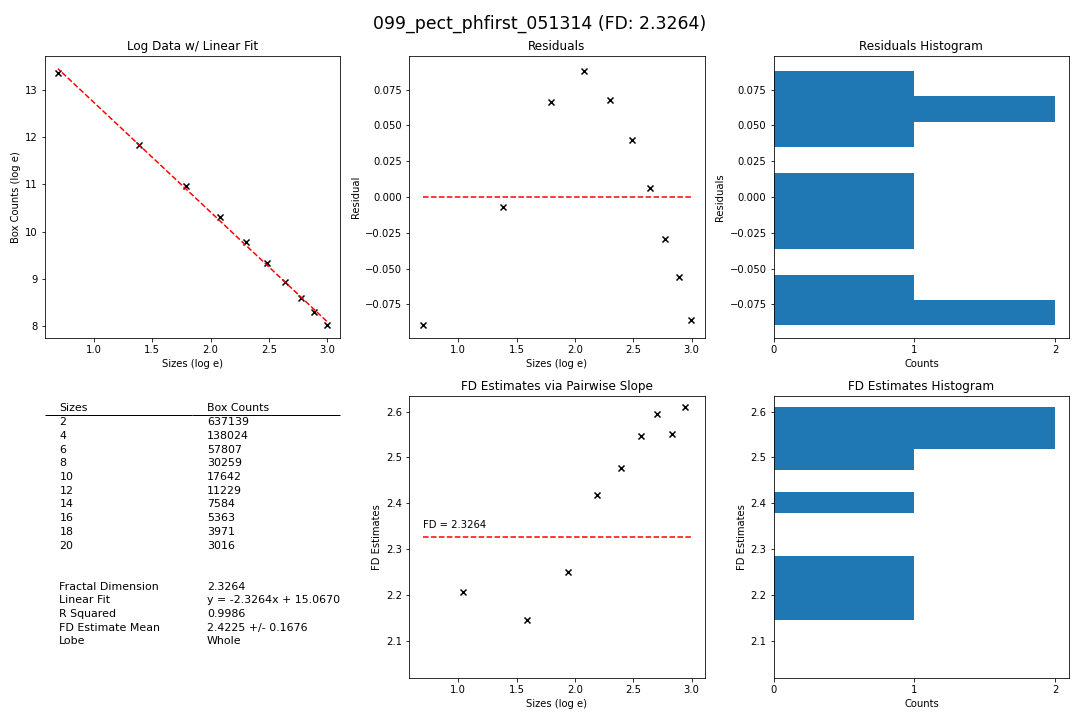 099_pect_phfirst_051314 (FD: 2.3264)
Log Data w/ Linear Fit
Box Counts (log e)
13
12
11
10
9
8
1.0 1.5 2.0 2.5 3.0
Sizes (log e)
Residuals
Residual
0.075
0.050
0.025
0.000
−0.025
−0.050
−0.075
1.0 1.5 2.0 2.5 3.0
Sizes (log e)
Residuals Histogram
Residuals
0.075
0.050
0.025
0.000
−0.025
−0.050
−0.075
0 1 2
Counts
Sizes Box Counts
2 637139
4 138024
6 57807
8 30259
10 17642
12 11229
14 7584
16 5363
18 3971
20 3016
Fractal Dimension 2.3264
Linear Fit y = -2.3264x + 15.0670
R Squared 0.9986
FD Estimate Mean 2.4225 +/- 0.1676
Lobe Whole
FD Estimates via Pairwise Slope
FD Estimates
2.6
2.5
2.4
2.3
2.2
2.1
FD = 2.3264
1.0 1.5 2.0 2.5 3.0
Sizes (log e)
FD Estimates Histogram
FD Estimates
2.6
2.5
2.4
2.3
2.2
2.1
0 1 2
Counts